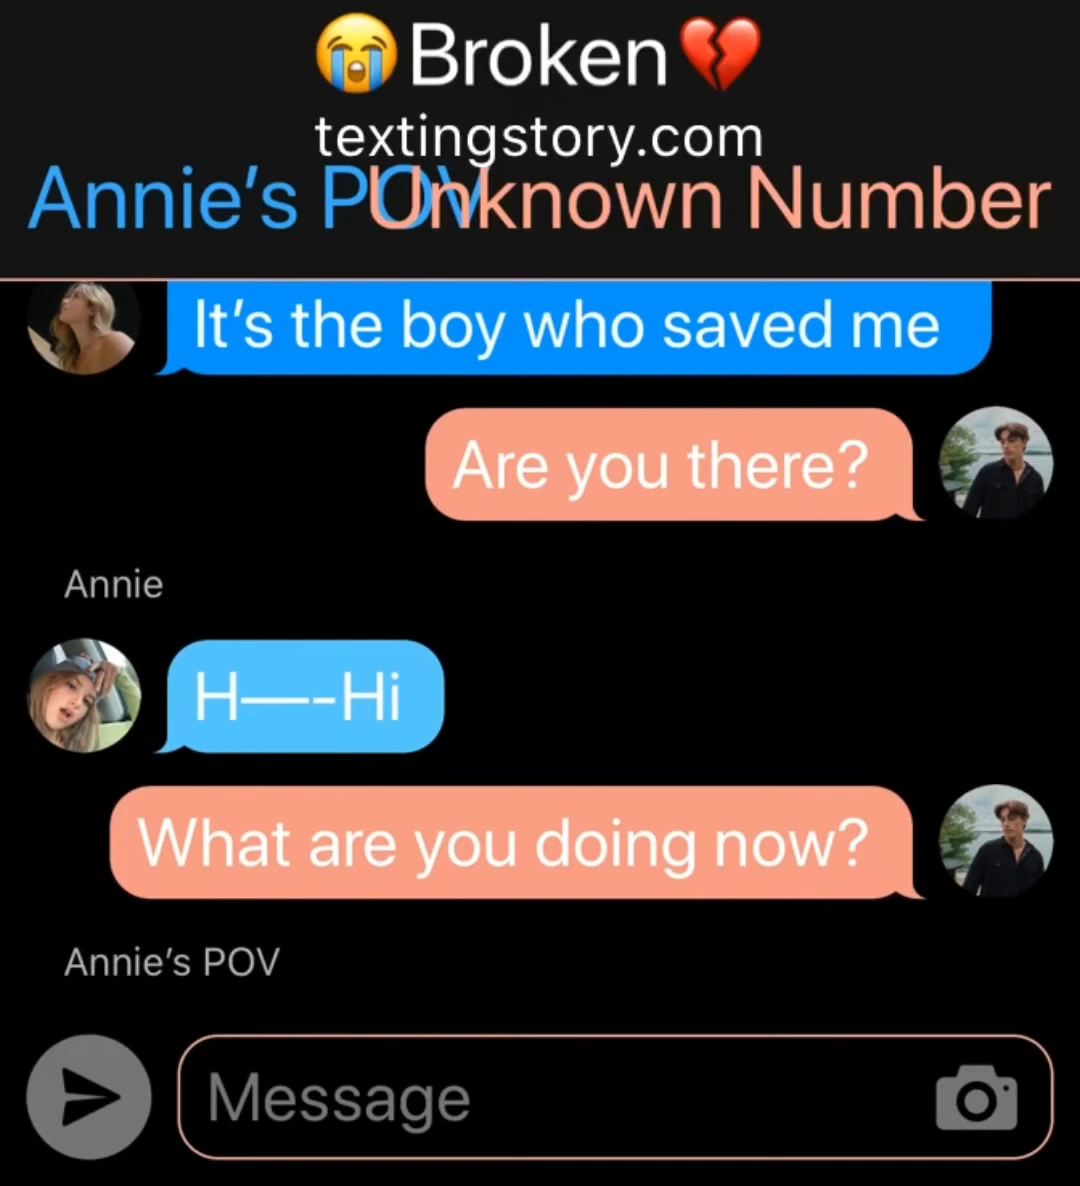 😭Broken💔
textingstory.com
Annie’s POV Unknown Number
It’s the boy who saved me
Are you there?
Annie
H—--Hi
What are you doing now?
Annie’s POV
Message